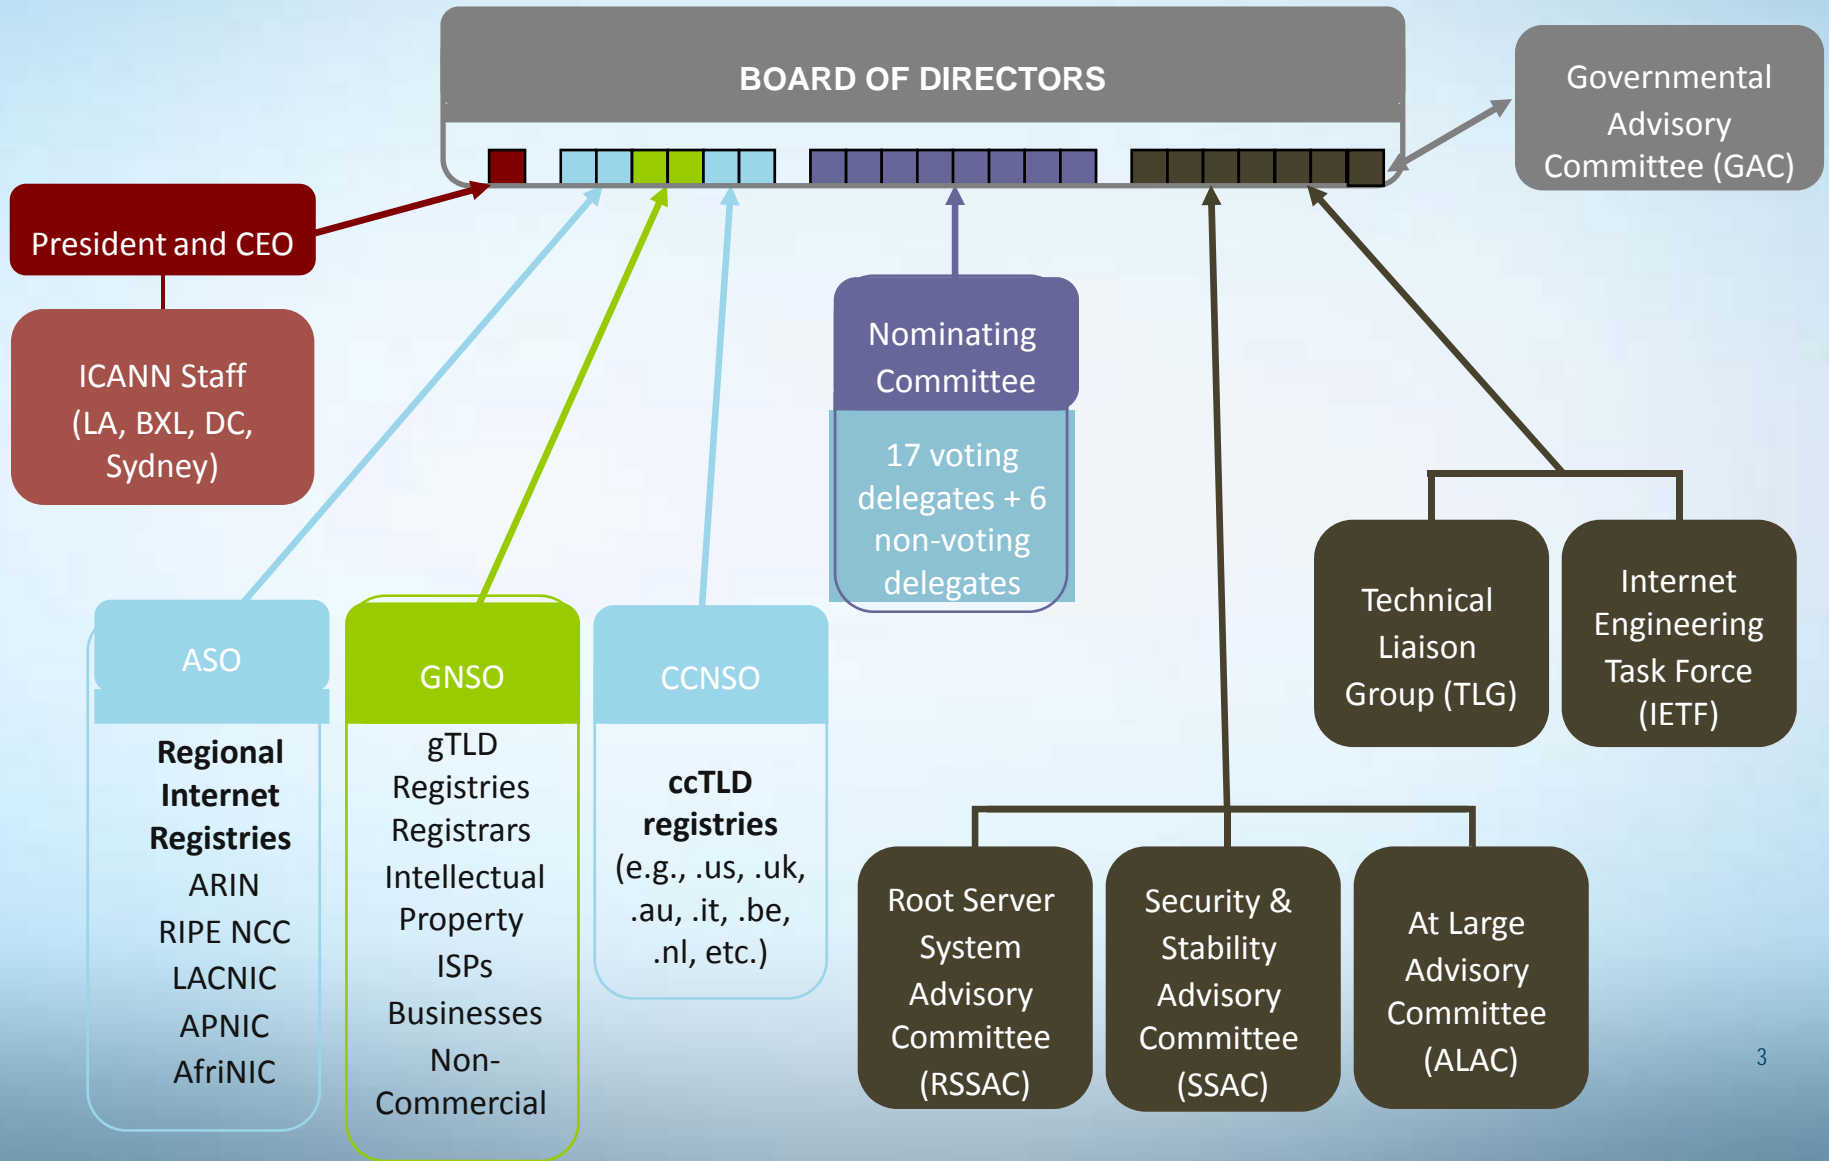 BOARD OF DIRECTORS
Governmental
Advisory
Committee (GAC)
President and CEO
ICANN Staff
(LA, BXL, DC,
Sydney)
Nominating
Committee
17 voting
delegates + 6
non-voting
delegates
Technical
Liaison
Group (TLG)
Internet
Engineering
Task Force
(IETF)
ASO
Regional
Internet
Registries
ARIN
RIPE NCC
LACNIC
APNIC
AfriNIC
GNSO
gTLD
Registries
Registrars
Intellectual
Property
ISPs
Businesses
Non-
Commercial
CCNSO
ccTLD
registries
(e.g., .us, .uk,
.au, .it, .be,
.nl, etc.)
Root Server
System
Advisory
Committee
(RSSAC)
Security &
Stability
Advisory
Committee
(SSAC)
At Large
Advisory
Committee
(ALAC)
3